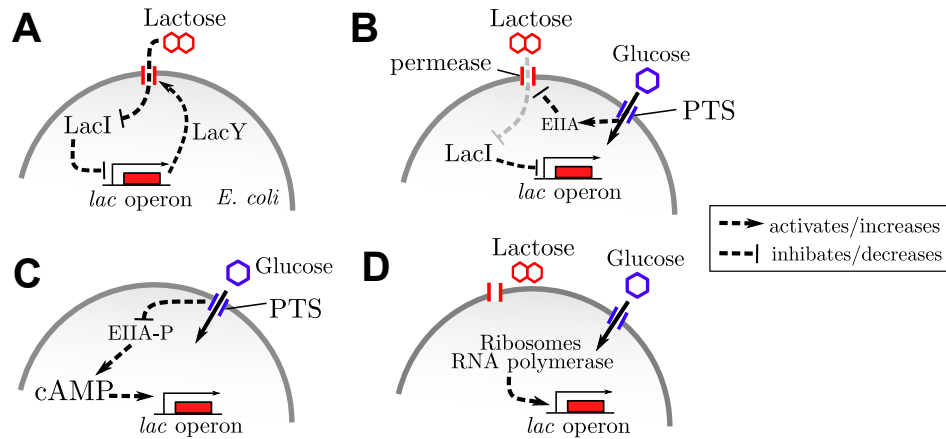 A
Lactose
LacI
LacY
lac operon
E. coli
B
Lactose
permease
Glucose
EIIA
PTS
LacI
lac operon
activates/increases
inhibates/decreases
C
Glucose
PTS
EIIA-P
cAMP
lac operon
D
Lactose
Glucose
Ribosomes
RNA polymerase
lac operon